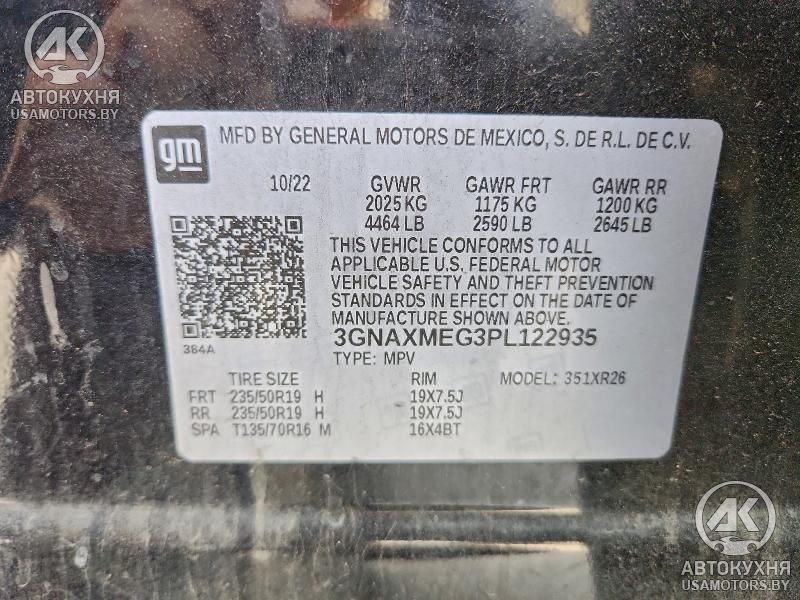 AK
АВТОКУХНЯ
USAMOTORS.BY
gm
MFD BY GENERAL MOTORS DE MEXICO, S. DE R.L. DE C.V.
10/22 GVWR GAWR FRT GAWR RR
2025 KG 1175 KG 1200 KG
4464 LB 2590 LB 2645 LB
THIS VEHICLE CONFORMS TO ALL
APPLICABLE U.S. FEDERAL MOTOR
VEHICLE SAFETY AND THEFT PREVENTION
STANDARDS IN EFFECT ON THE DATE OF
MANUFACTURE SHOWN ABOVE.
384A
3GNAXMEG3PL122935
TYPE: MPV
TIRE SIZE RIM MODEL: 351XR26
FRT 235/50R19 H 19X7.5J
RR 235/50R19 H 19X7.5J
SPA T135/70R16 M 16X4BT
AK
АВТОКУХНЯ
USAMOTORS.BY